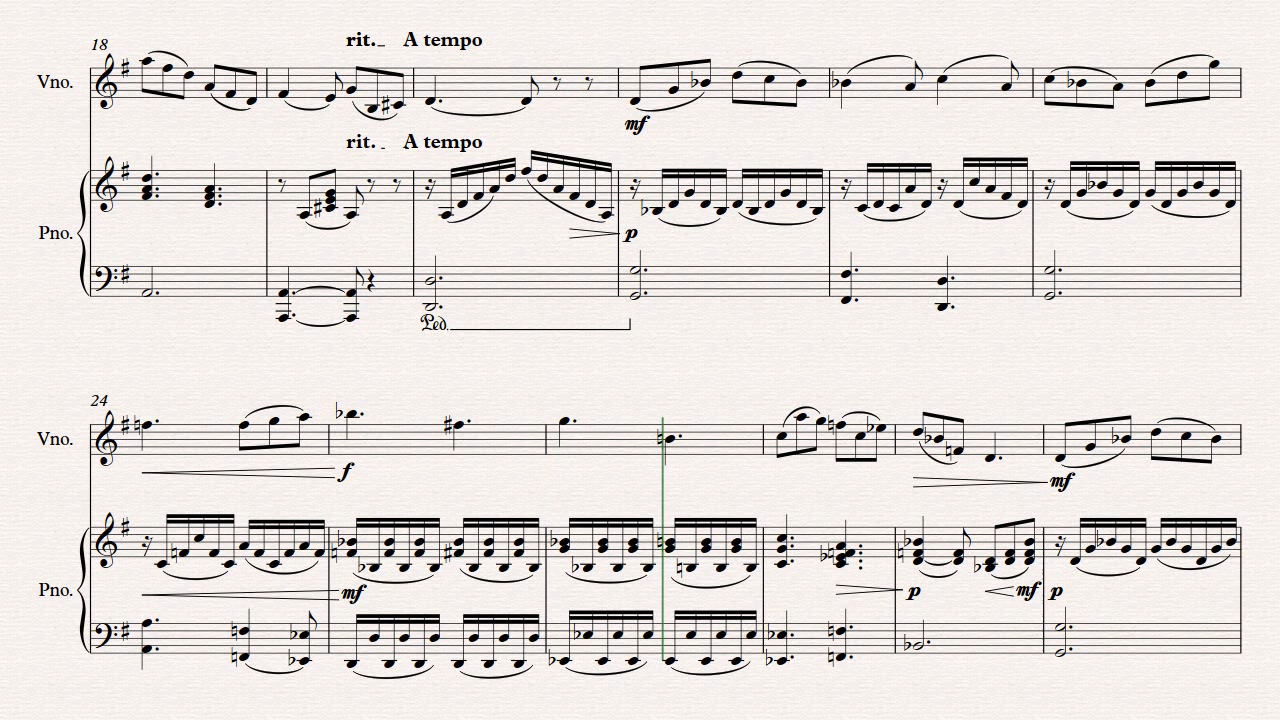 18
rit. A tempo
Vno.
mf
rit. A tempo
Pno.
p
Ped.
24
Vno.
f
mf
Pno.
mf
p
mf
p